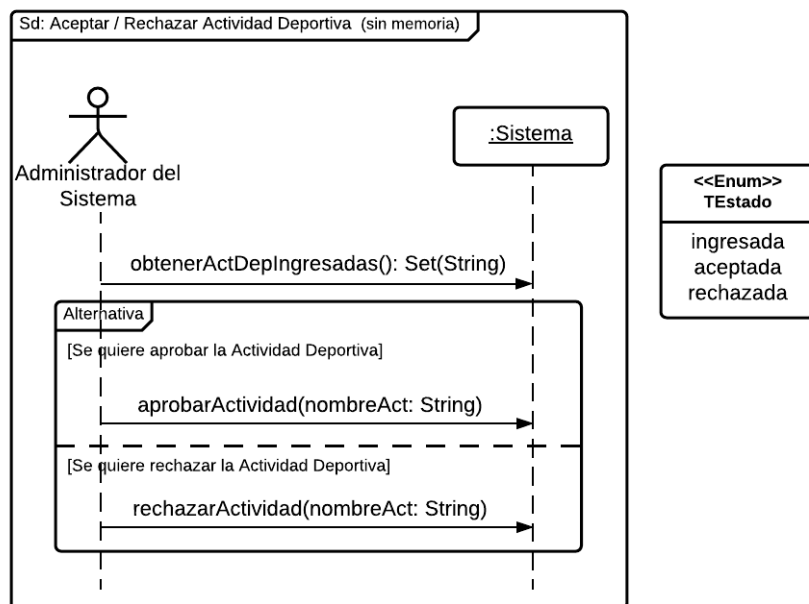 Sd: Aceptar / Rechazar Actividad Deportiva (sin memoria)
:Sistema
Administrador del
Sistema
<<Enum>>
TEstado
ingresada
aceptada
rechazada
obtenerActDepIngresadas(): Set(String)
Alternativa
[Se quiere aprobar la Actividad Deportiva]
aprobarActividad(nombreAct: String)
[Se quiere rechazar la Actividad Deportiva]
rechazarActividad(nombreAct: String)